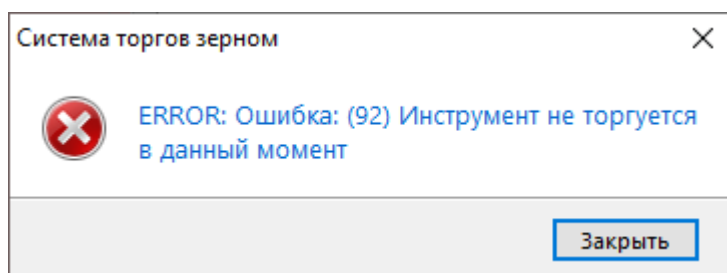 Система торгов зерном
ERROR: Ошибка: (92) Инструмент не торгуется
в данный момент
Закрыть